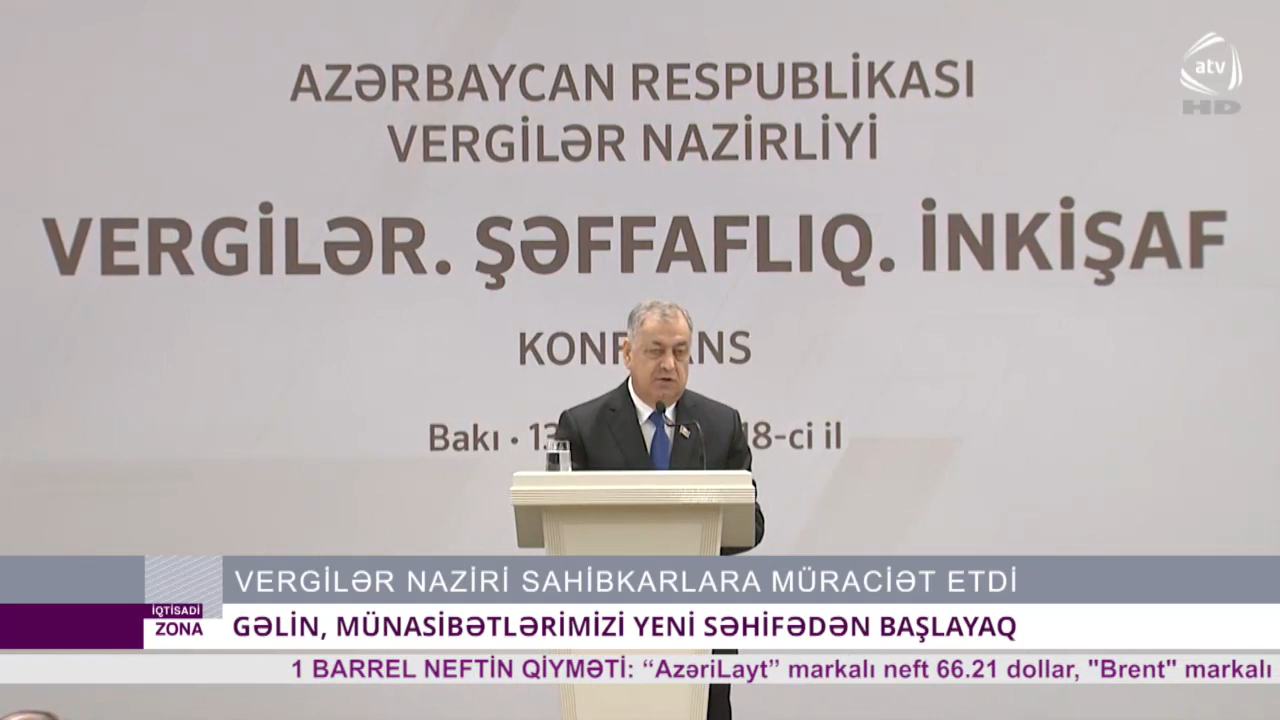 AZƏRBAYCAN RESPUBLİKASI
VERGİLƏR NAZİRLİYİ
VERGİLƏR. ŞƏFFAFLIQ. İNKİŞAF
Bakı • 13
18-ci il
atv
HD
VERGİLƏR NAZİRİ SAHİBKARLARA MÜRACİƏT ETDİ
İQTİSADİ
ZONA
GƏLİN, MÜNASİBƏTLƏRİMİZİ YENİ SƏHİFƏDƏN BAŞLAYAQ
1 BARREL NEFTİN QİYMƏTİ: “AzəriLayt” markalı neft 66.21 dollar, "Brent" markalı